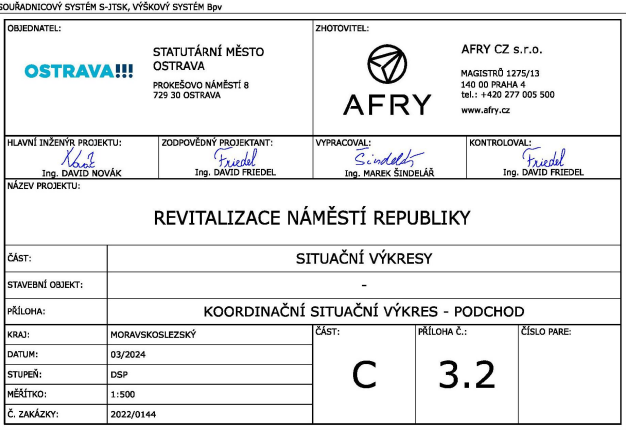 SOUŘADNICOVÝ SYSTÉM S-JTSK, VÝŠKOVÝ SYSTÉM Bpv
OBJEDNATEL:
OSTRAVA!!!
STATUTÁRNÍ MĚSTO
OSTRAVA
PROKEŠOVO NÁMĚSTÍ 8
729 30 OSTRAVA
ZHOTOVITEL:
AFRY
AFRY CZ s.r.o.
MAGISTRŮ 1275/13
140 00 PRAHA 4
tel.: +420 277 005 500
www.afry.cz
HLAVNÍ INŽENÝR PROJEKTU:
Novák
Ing. DAVID NOVÁK
ZODPOVĚDNÝ PROJEKTANT:
Friedel
Ing. DAVID FRIEDEL
VYPRACOVAL:
Šindelář
Ing. MAREK ŠINDELÁŘ
KONTROLOVAL:
Friedel
Ing. DAVID FRIEDEL
NÁZEV PROJEKTU:
REVITALIZACE NÁMĚSTÍ REPUBLIKY
ČÁST: SITUAČNÍ VÝKRESY
STAVEBNÍ OBJEKT: -
PŘÍLOHA: KOORDINAČNÍ SITUAČNÍ VÝKRES - PODCHOD
KRAJ: MORAVSKOSLEZSKÝ
DATUM: 03/2024
STUPEŇ: DSP
MĚŘÍTKO: 1:500
Č. ZAKÁZKY: 2022/0144
ČÁST:
C
PŘÍLOHA Č.:
3.2
ČÍSLO PARE: